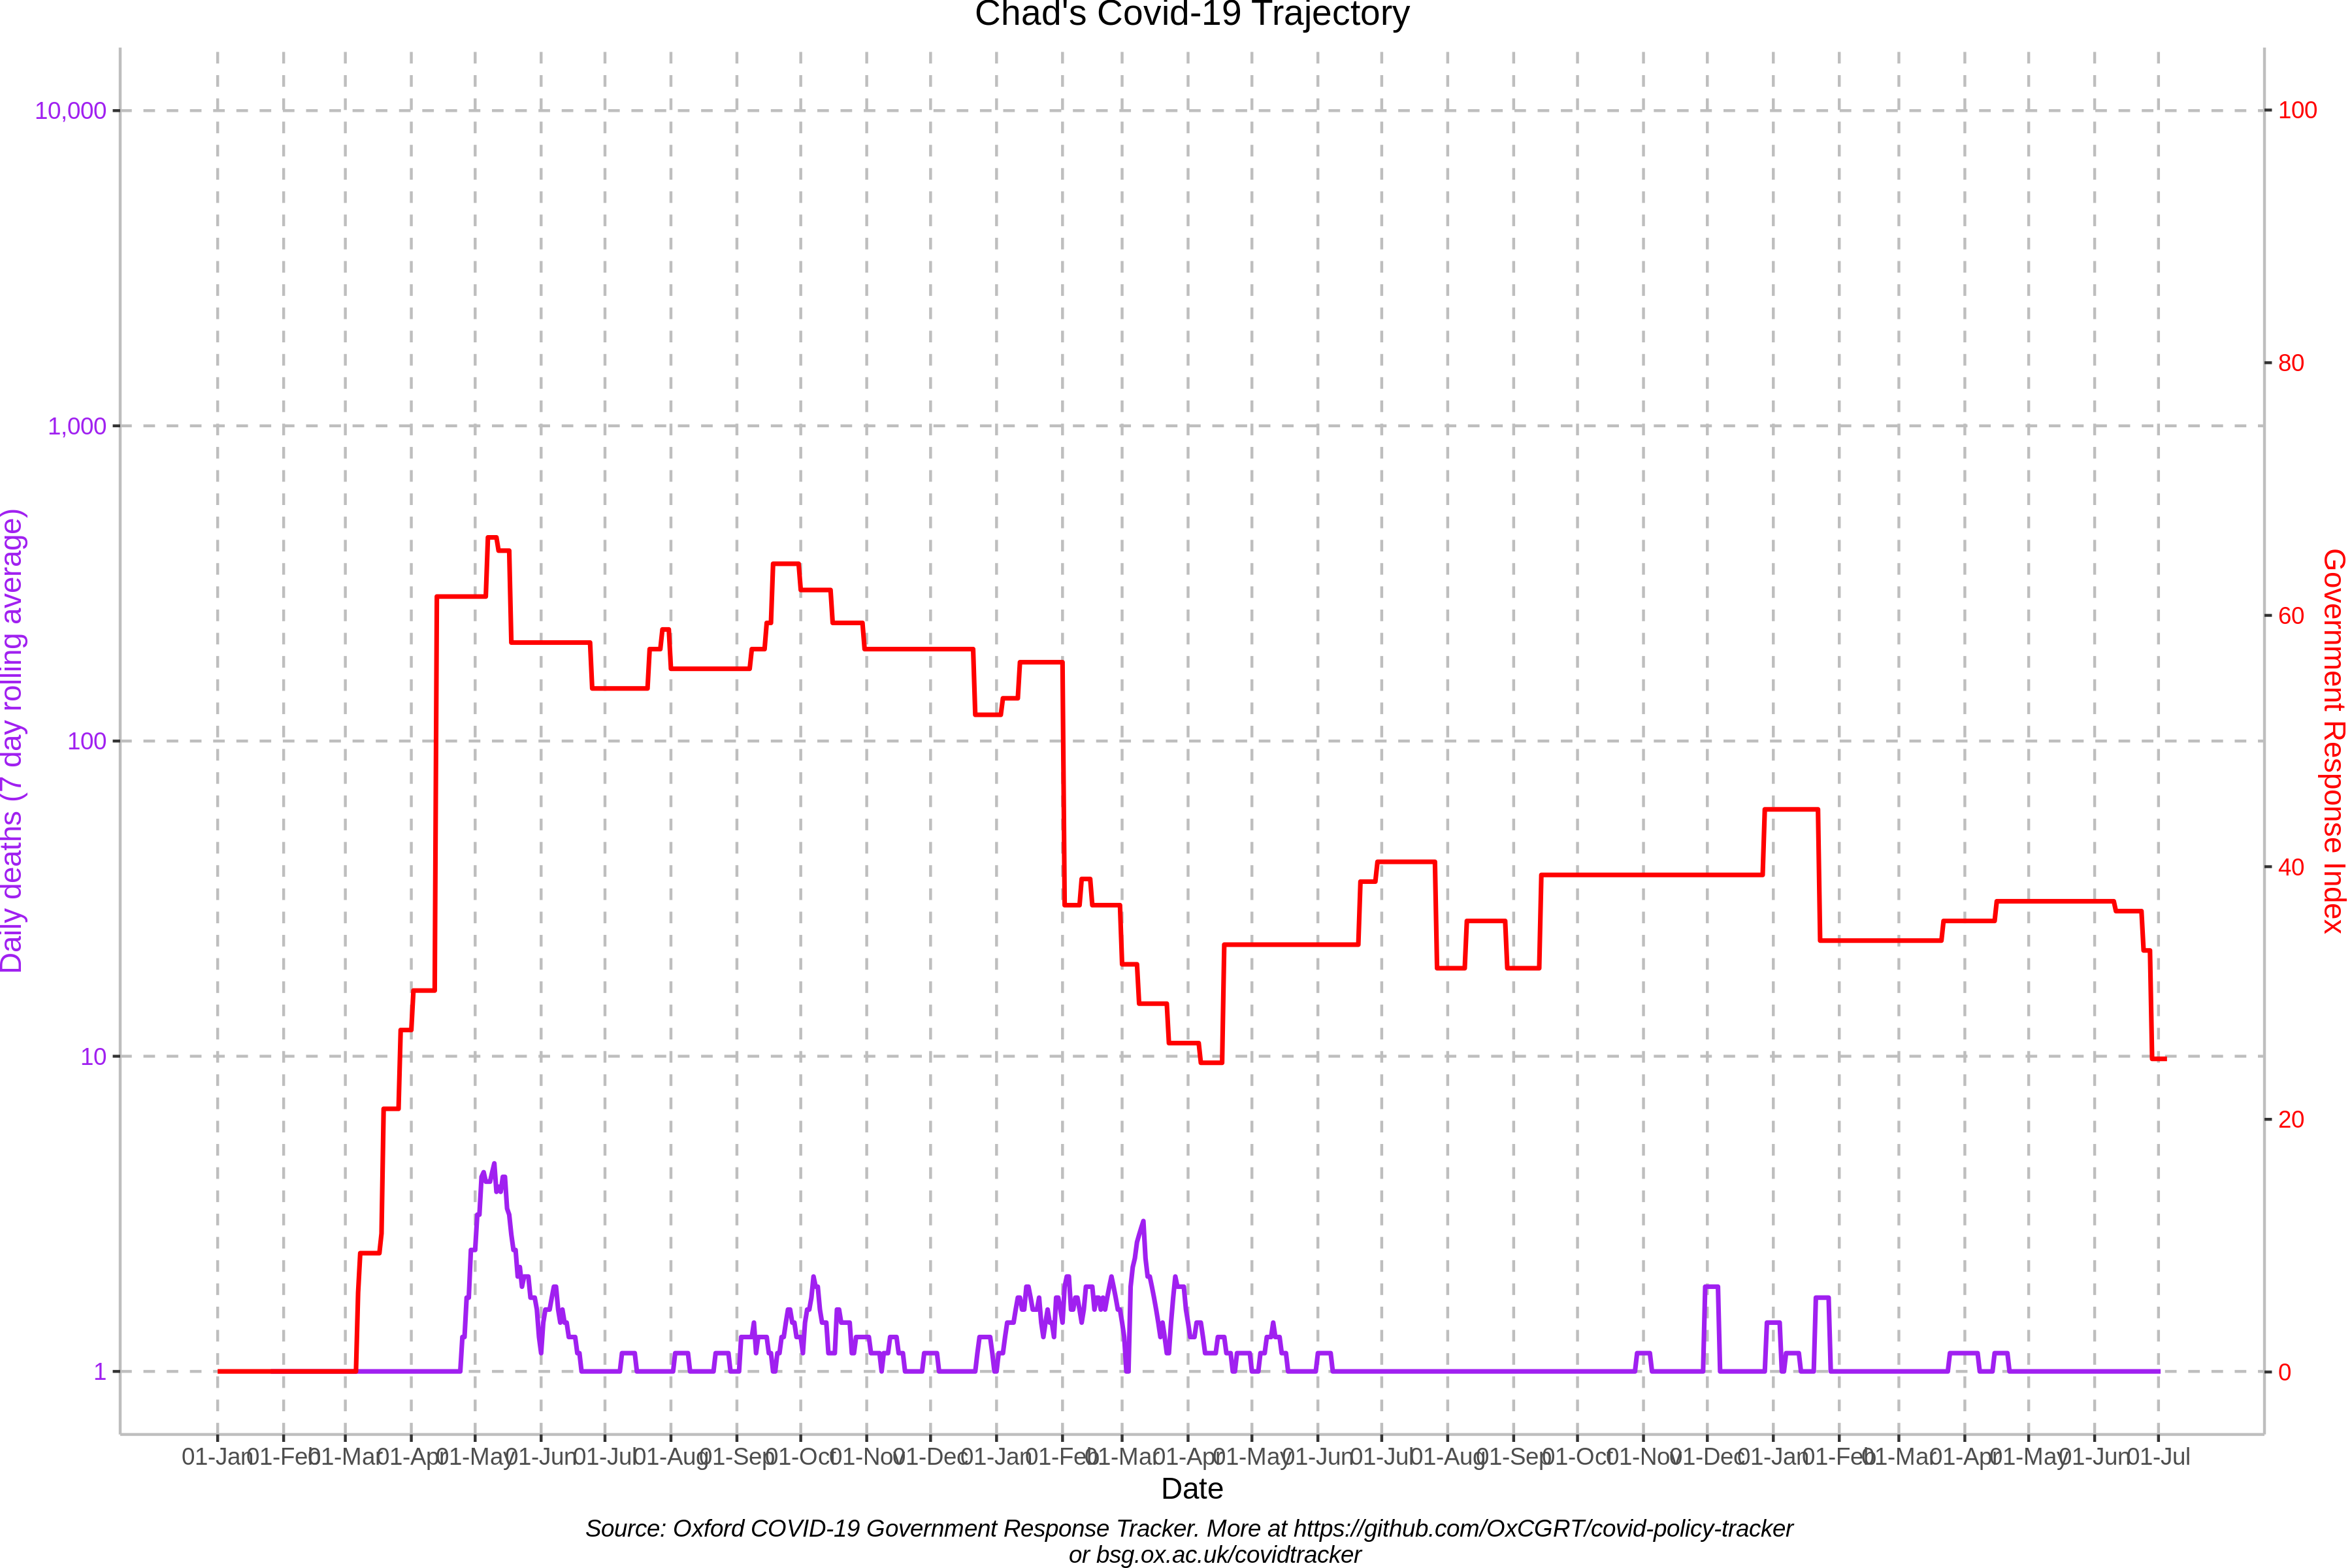 Chad's Covid-19 Trajectory
10,000
1,000
100
10
1
Daily deaths (7 day rolling average)
100
80
60
40
20
0
Government Response Index
01-Jan 01-Feb 01-Mar 01-Apr 01-May 01-Jun 01-Jul 01-Aug 01-Sep 01-Oct 01-Nov 01-Dec 01-Jan 01-Feb 01-Mar 01-Apr 01-May 01-Jun 01-Jul 01-Aug 01-Sep 01-Oct 01-Nov 01-Dec 01-Jan 01-Feb 01-Mar 01-Apr 01-May 01-Jun 01-Jul
Date
Source: Oxford COVID-19 Government Response Tracker. More at https://github.com/OxCGRT/covid-policy-tracker
or bsg.ox.ac.uk/covidtracker